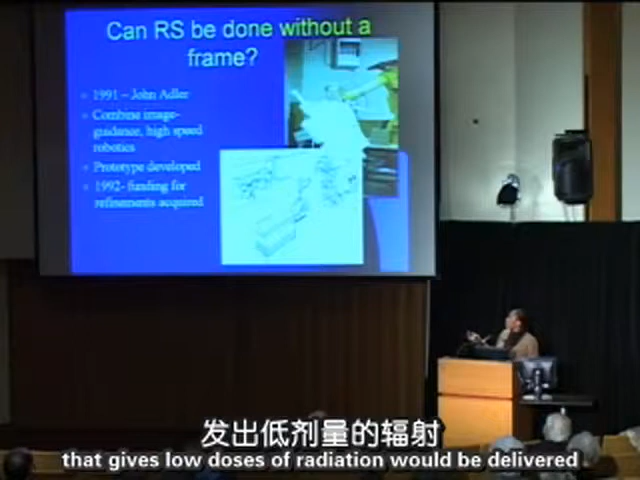 Can RS be done without a
frame?
1991 – John Adler
Combine image-
guidance, high speed
robotics
Prototype developed
1992- funding for
refinements acquired
发出低剂量的辐射
that gives low doses of radiation would be delivered